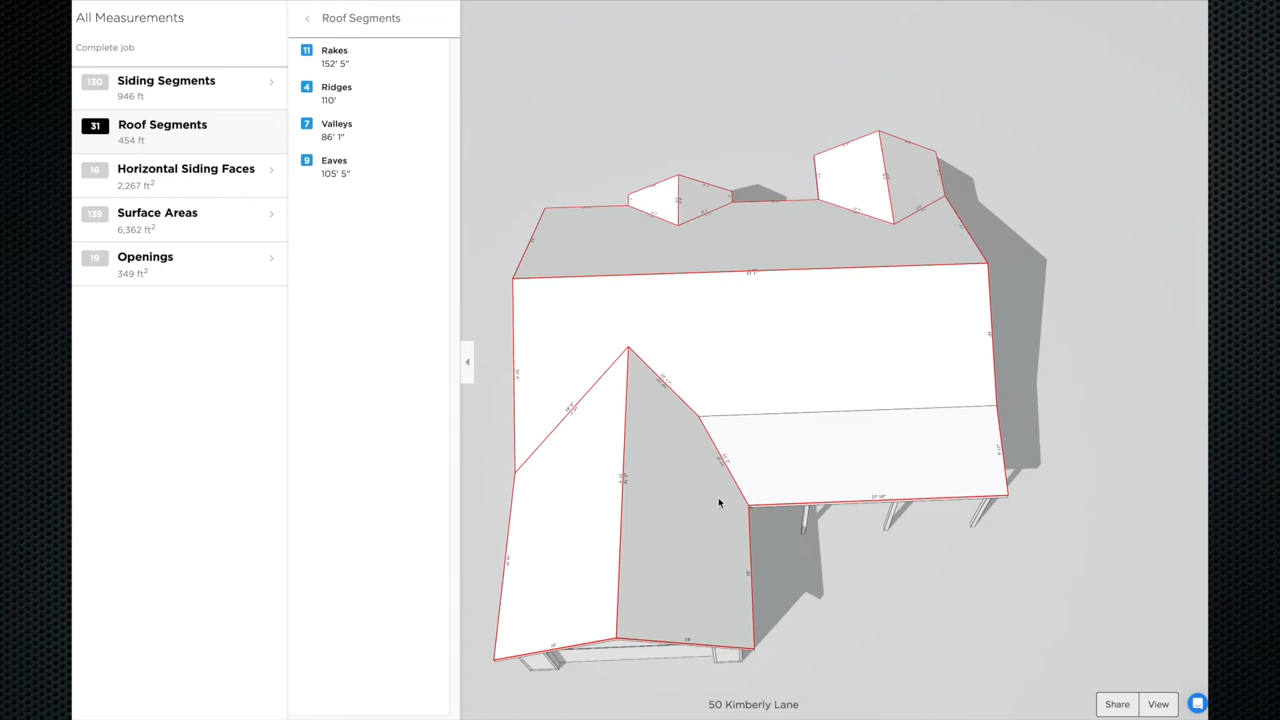 All Measurements
Complete job
130 Siding Segments
946 ft
31 Roof Segments
454 ft
16 Horizontal Siding Faces
2,267 ft²
139 Surface Areas
6,362 ft²
19 Openings
349 ft²
Roof Segments
11 Rakes
152' 5"
4 Ridges
110'
7 Valleys
86' 1"
9 Eaves
105' 5"
50 Kimberly Lane
Share
View